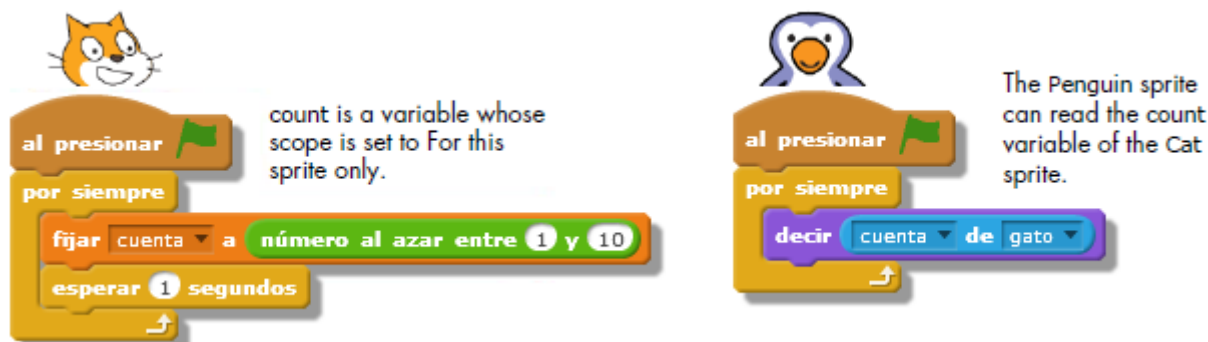 al presionar
por siempre
fijar cuenta a número al azar entre 1 y 10
esperar 1 segundos
count is a variable whose
scope is set to For this
sprite only.
al presionar
por siempre
decir cuenta de gato
The Penguin sprite
can read the count
variable of the Cat
sprite.